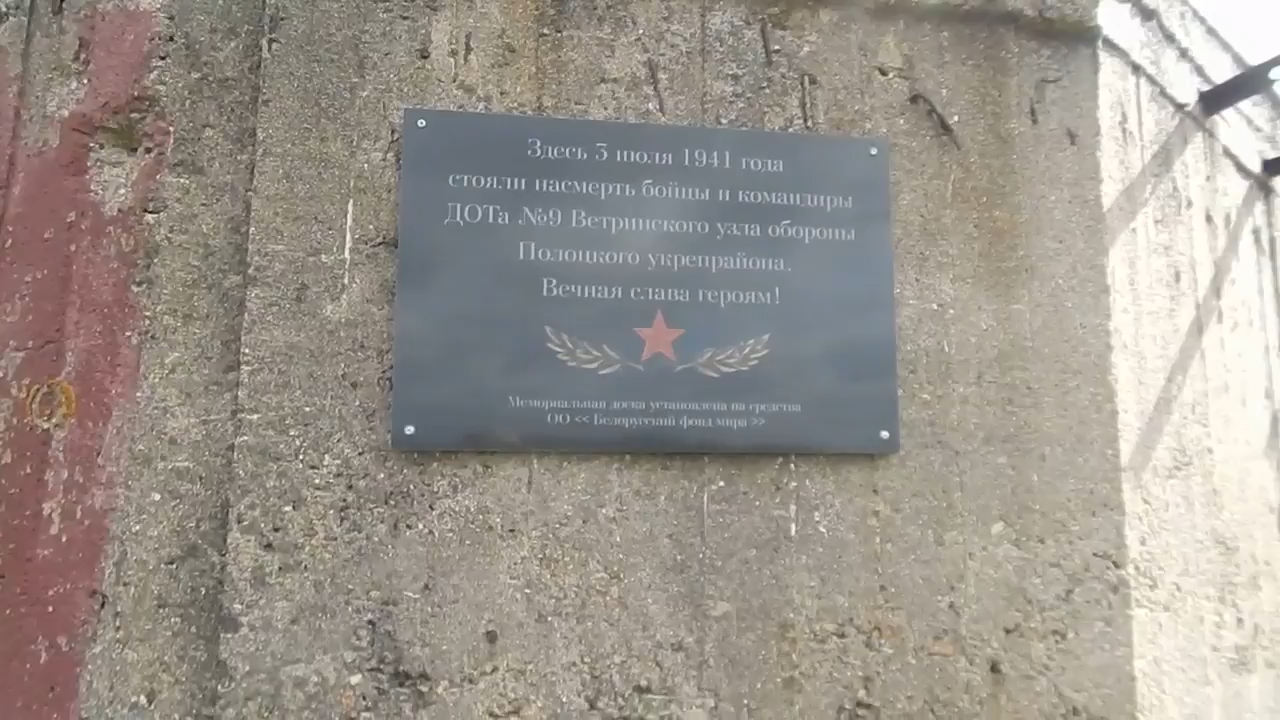 Здесь 3 июля 1941 года
стояли насмерть бойцы и командиры
ДОТа №9 Ветринского узла обороны
Полоцкого укрепрайона.
Вечная слава героям!
Мемориальная доска установлена на средства
ОО << Белорусский фонд мира >>